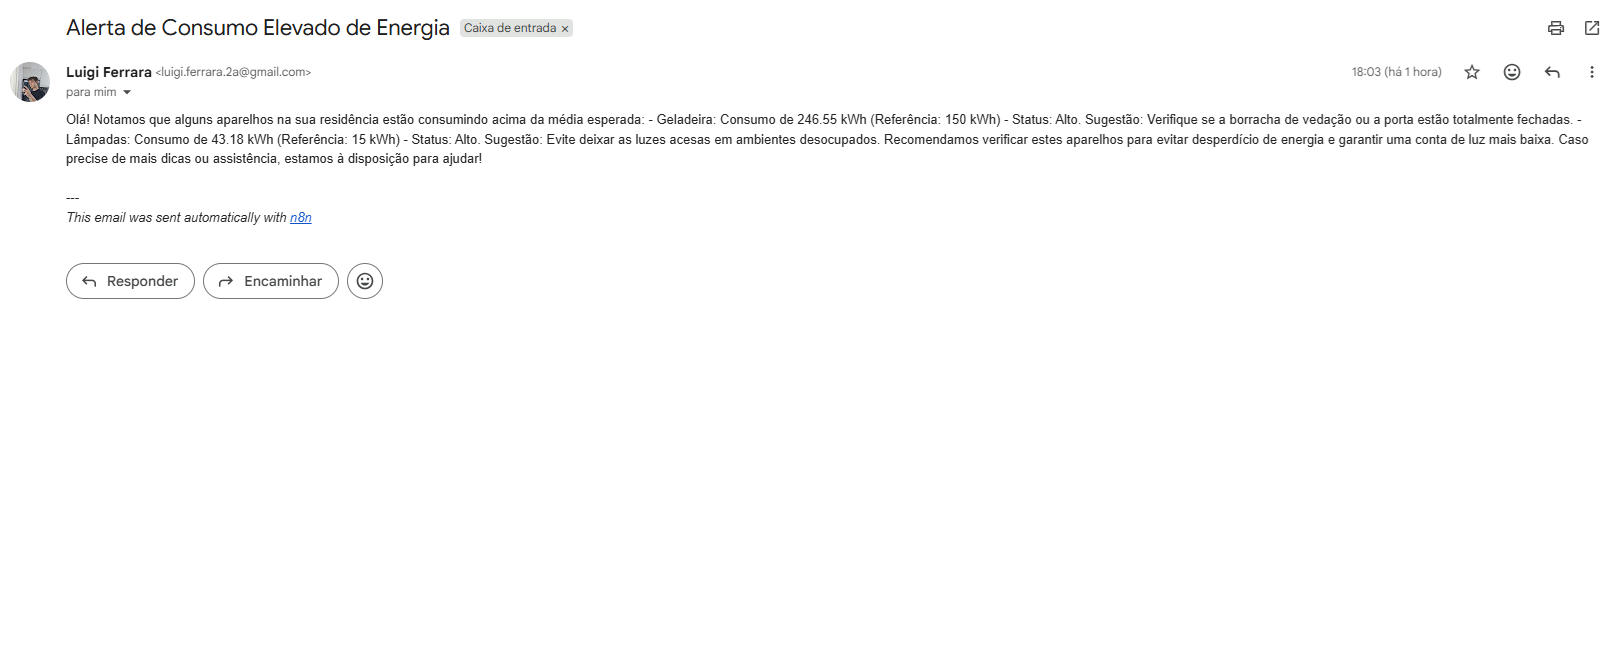 Alerta de Consumo Elevado de Energia Caixa de entrada ×
Luigi Ferrara <luigi.ferrara.2a@gmail.com> 18:03 (há 1 hora)
para mim
Olá! Notamos que alguns aparelhos na sua residência estão consumindo acima da média esperada: - Geladeira: Consumo de 246.55 kWh (Referência: 150 kWh) - Status: Alto. Sugestão: Verifique se a borracha de vedação ou a porta estão totalmente fechadas. -
Lâmpadas: Consumo de 43.18 kWh (Referência: 15 kWh) - Status: Alto. Sugestão: Evite deixar as luzes acesas em ambientes desocupados. Recomendamos verificar estes aparelhos para evitar desperdício de energia e garantir uma conta de luz mais baixa. Caso
precise de mais dicas ou assistência, estamos à disposição para ajudar!
---
This email was sent automatically with n8n
Responder Encaminhar